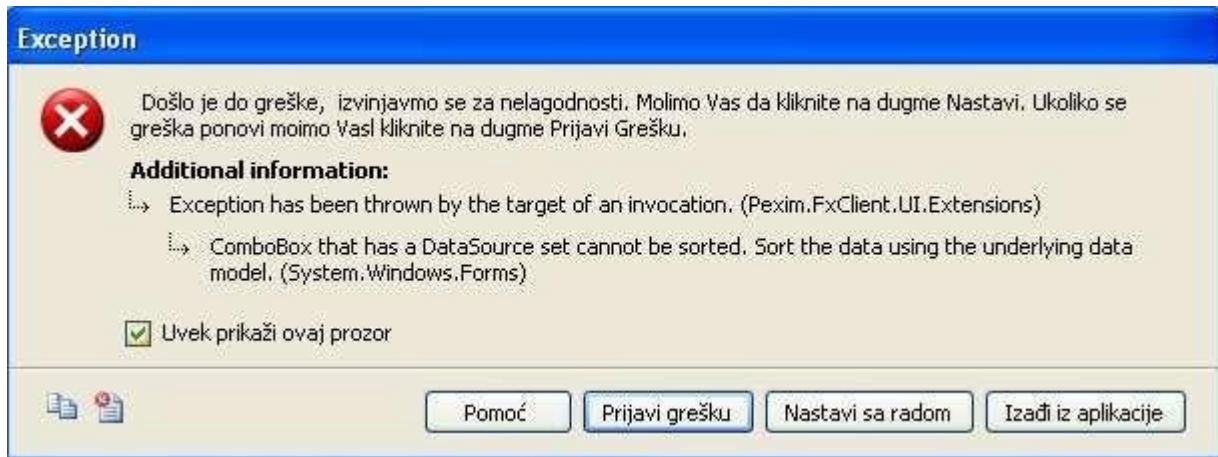 Exception
Došlo je do greške, izvinjavmo se za nelagodnosti. Molimo Vas da kliknite na dugme Nastavi. Ukoliko se
greška ponovi moimo Vasl kliknite na dugme Prijavi Grešku.
Additional information:
Exception has been thrown by the target of an invocation. (Pexim.FxClient.UI.Extensions)
ComboBox that has a DataSource set cannot be sorted. Sort the data using the underlying data
model. (System.Windows.Forms)
Uvek prikaži ovaj prozor
Pomoć Prijavi grešku Nastavi sa radom Izađi iz aplikacije